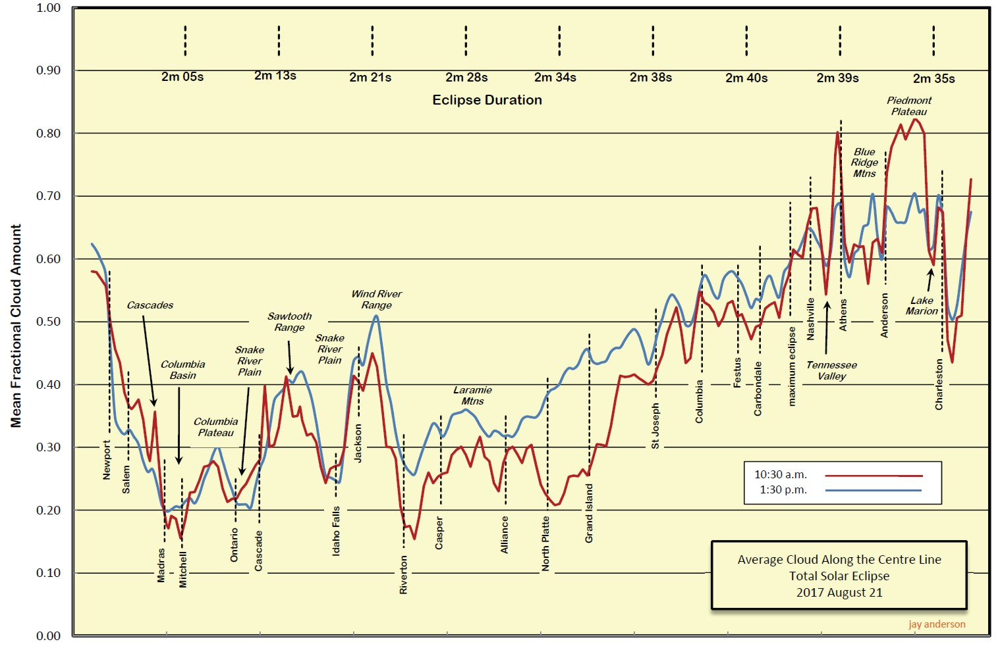 1.00
0.90
0.80
0.70
0.60
0.50
0.40
0.30
0.20
0.10
0.00
Mean Fractional Cloud Amount
2m 05s
2m 13s
2m 21s
2m 28s
2m 34s
2m 38s
2m 40s
2m 39s
2m 35s
Eclipse Duration
Cascades
Columbia
Basin
Columbia
Plateau
Snake
River
Plain
Sawtooth
Range
Snake
River
Plain
Wind River
Range
Laramie
Mtns
Tennessee
Valley
Blue
Ridge
Mtns
Piedmont
Plateau
Lake
Marion
Newport
Salem
Madras
Mitchell
Ontario
Cascade
Idaho Falls
Jackson
Riverton
Casper
Alliance
North Platte
Grand Island
St Joseph
Columbia
Festus
Carbondale
maximum eclipse
Nashville
Athens
Anderson
Charleston
10:30 a.m.
1:30 p.m.
Average Cloud Along the Centre Line
Total Solar Eclipse
2017 August 21
jay anderson